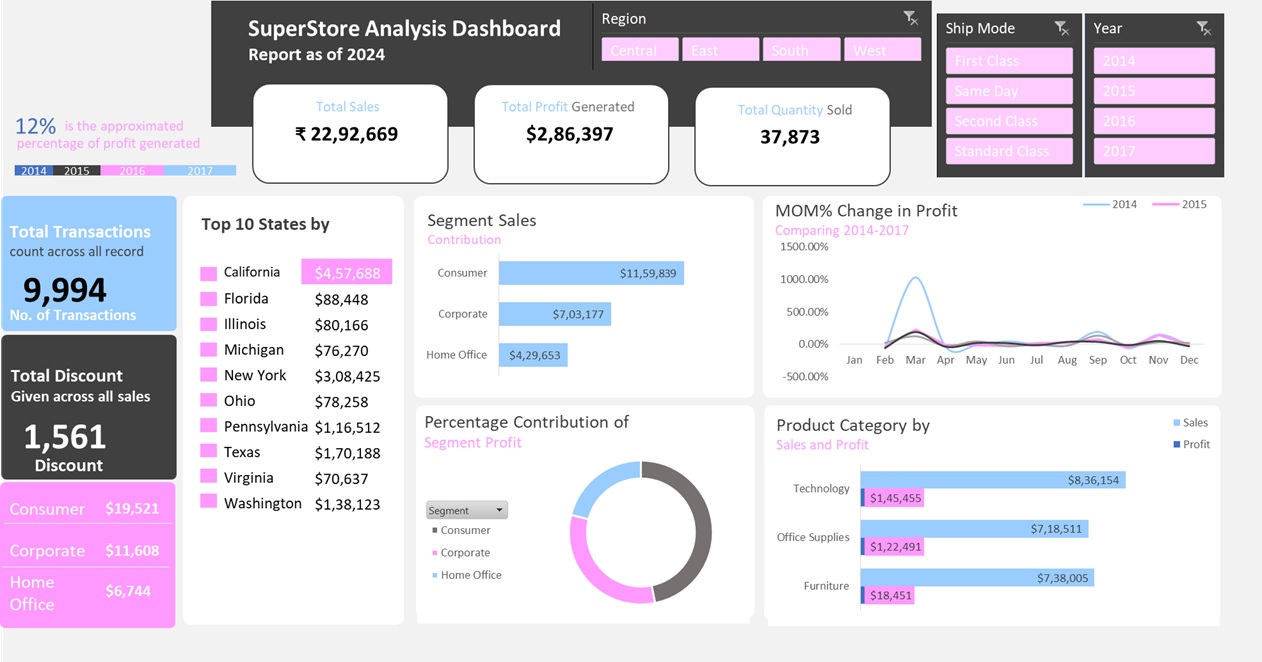 SuperStore Analysis Dashboard
Report as of 2024
Region
Central East South West
Ship Mode
First Class
Same Day
Second Class
Standard Class
Year
2014
2015
2016
2017
Total Sales
₹ 22,92,669
Total Profit Generated
$2,86,397
Total Quantity Sold
37,873
12% is the approximated
percentage of profit generated
2014 2015 2016 2017
Total Transactions
count across all record
9,994
No. of Transactions
Total Discount
Given across all sales
1,561
Discount
Consumer $19,521
Corporate $11,608
Home
Office $6,744
Top 10 States by
California $4,57,688
Florida $88,448
Illinois $80,166
Michigan $76,270
New York $3,08,425
Ohio $78,258
Pennsylvania $1,16,512
Texas $1,70,188
Virginia $70,637
Washington $1,38,123
Segment Sales
Contribution
Consumer $11,59,839
Corporate $7,03,177
Home Office $4,29,653
MOM% Change in Profit
Comparing 2014-2017
2014 2015
1500.00%
1000.00%
500.00%
0.00%
-500.00%
Jan Feb Mar Apr May Jun Jul Aug Sep Oct Nov Dec
Percentage Contribution of
Segment Profit
Segment
Consumer
Corporate
Home Office
Product Category by
Sales and Profit
Sales
Profit
Technology $8,36,154
$1,45,455
Office Supplies $7,18,511
$1,22,491
Furniture $7,38,005
$18,451